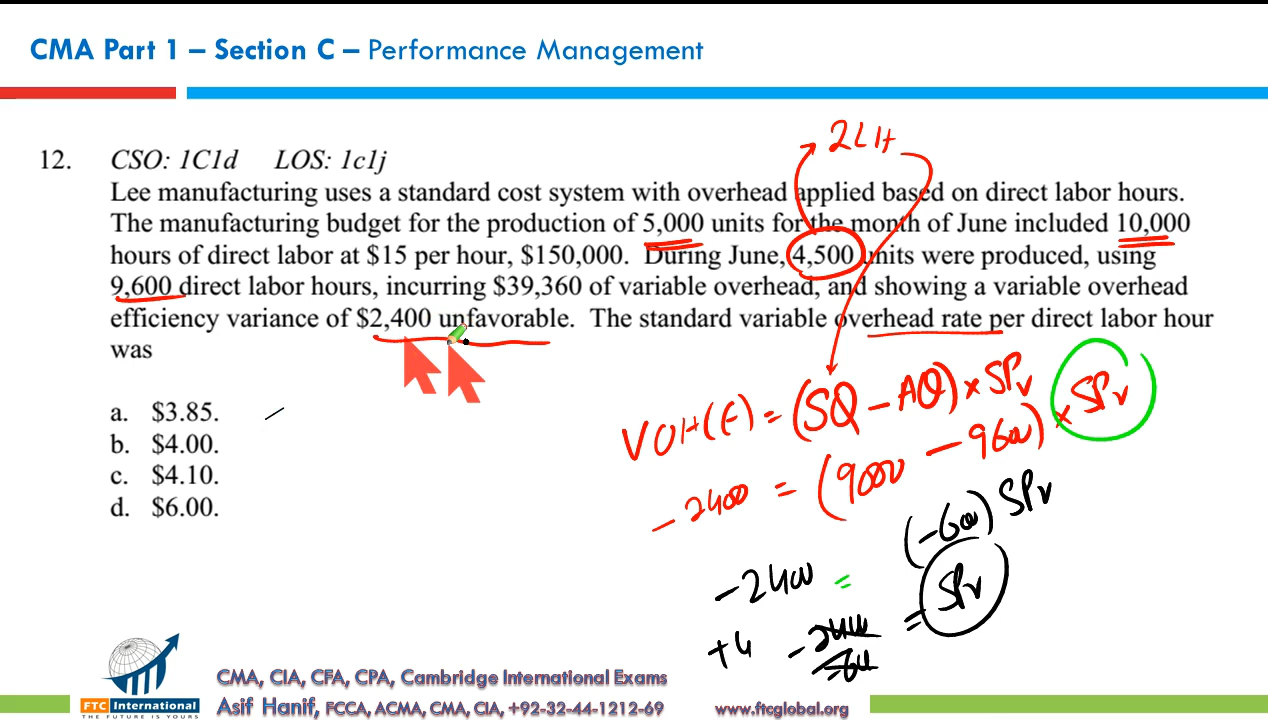 CMA Part 1 – Section C – Performance Management
12. CSO: 1C1d LOS: 1c1j
Lee manufacturing uses a standard cost system with overhead applied based on direct labor hours.
The manufacturing budget for the production of 5,000 units for the month of June included 10,000
hours of direct labor at $15 per hour, $150,000. During June, 4,500 units were produced, using
9,600 direct labor hours, incurring $39,360 of variable overhead, and showing a variable overhead
efficiency variance of $2,400 unfavorable. The standard variable overhead rate per direct labor hour
was
a. $3.85.
b. $4.00.
c. $4.10.
d. $6.00.
2LH
VOH(E) = (SQ – AQ) × SPv
-2400 = (9000 – 9600) × SPv
-2400 = (-600) SPv
+4 = SPv
FTC International
THE FUTURE IS YOURS
CMA, CIA, CFA, CPA, Cambridge International Exams
Asif Hanif, FCCA, ACMA, CMA, CIA, +92-32-44-1212-69 www.ftcglobal.org